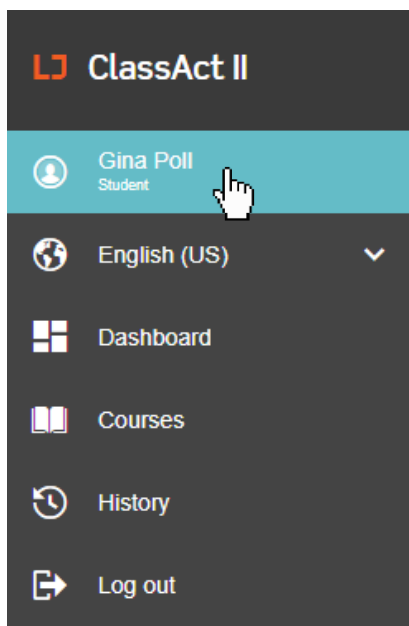 LJ ClassAct II
Gina Poll
Student
English (US)
Dashboard
Courses
History
Log out